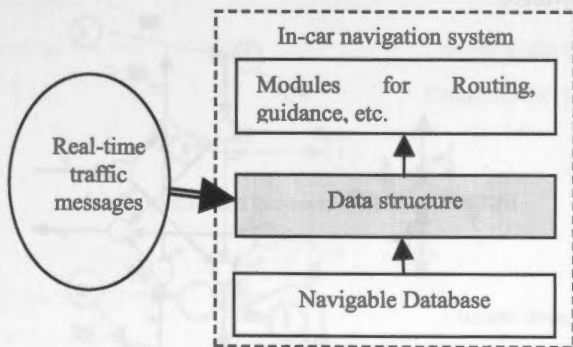 In-car navigation system
Modules for Routing,
guidance, etc.
Real-time
traffic
messages
Data structure
Navigable Database